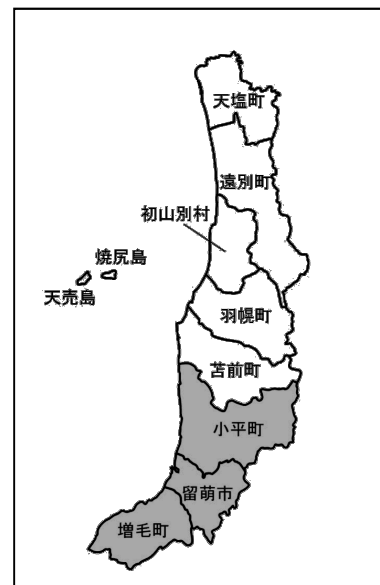 天塩町
遠別町
初山別村
焼尻島
天売島
羽幌町
苫前町
小平町
留萌市
増毛町